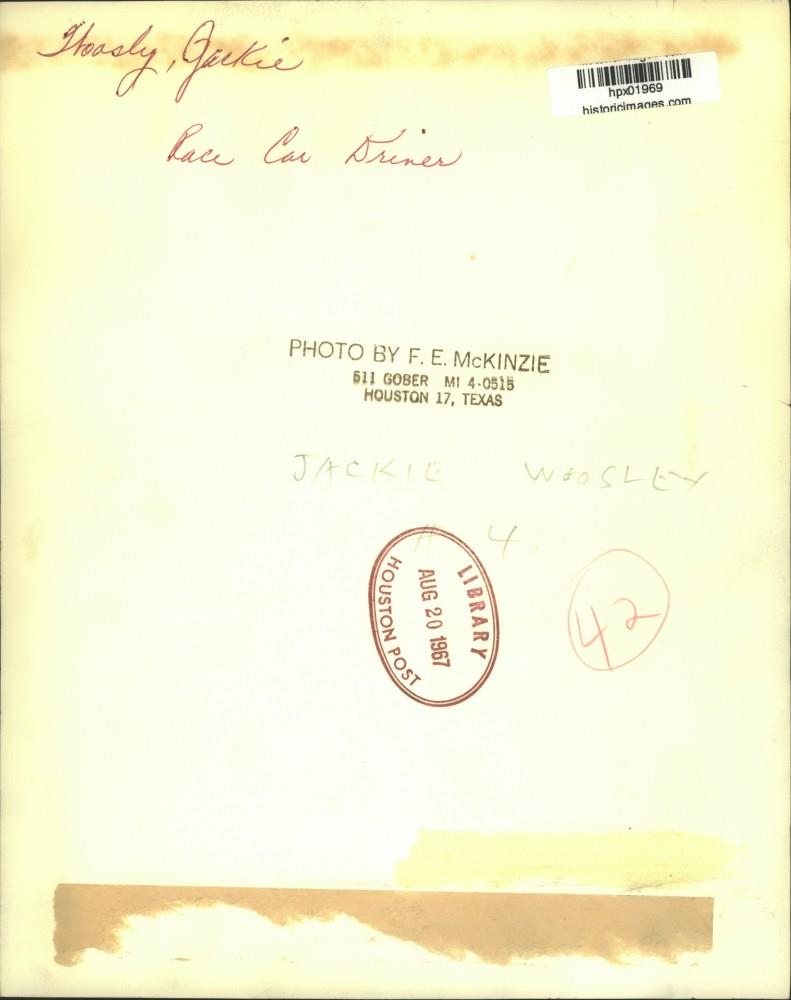 Woosly, Jackie
hpx01969
historicimages.com
Race Car Driver
PHOTO BY F. E. McKINZIE
511 GOBER MI 4-0515
HOUSTON 17, TEXAS
JACKIE WOOSLEY
# 4
LIBRARY
AUG 20 1967
HOUSTON POST
42